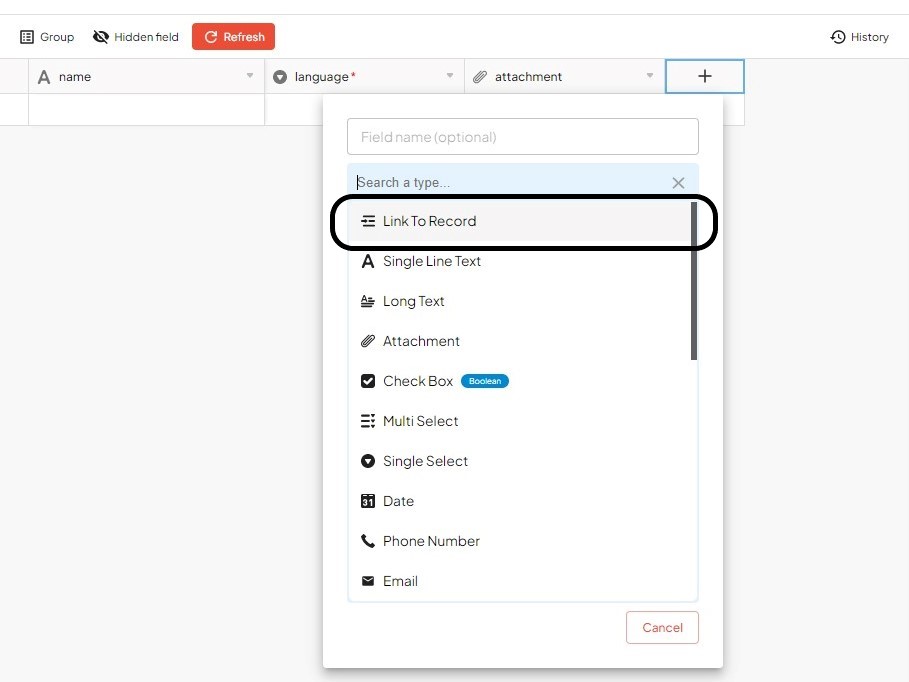 Group Hidden field Refresh History
name language* attachment +
Field name (optional)
Search a type...
Link To Record
Single Line Text
Long Text
Attachment
Check Box Boolean
Multi Select
Single Select
31 Date
Phone Number
Email
Cancel